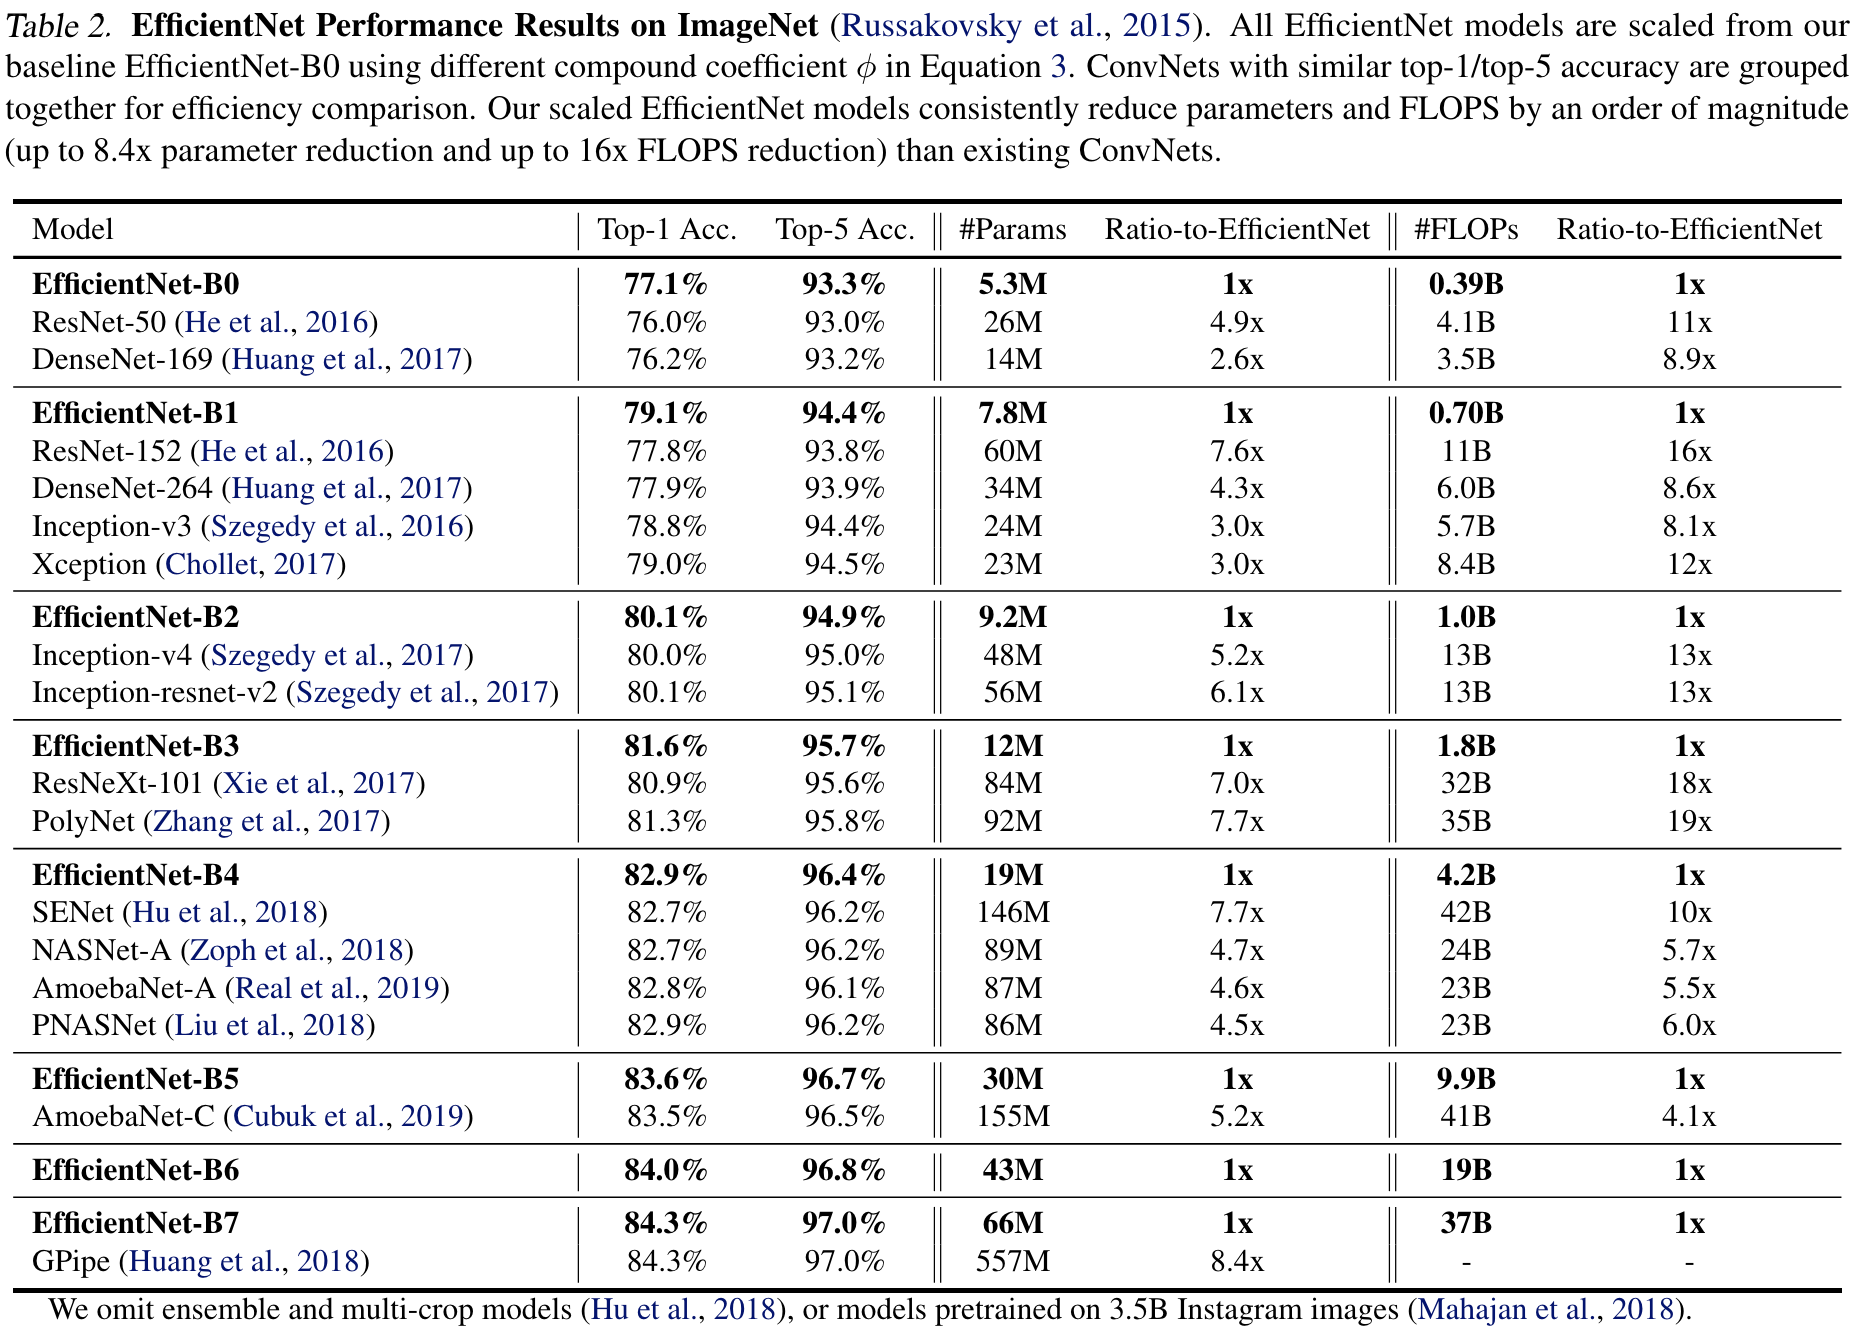 Table 2. EfficientNet Performance Results on ImageNet (Russakovsky et al., 2015). All EfficientNet models are scaled from our
baseline EfficientNet-B0 using different compound coefficient ϕ in Equation 3. ConvNets with similar top-1/top-5 accuracy are grouped
together for efficiency comparison. Our scaled EfficientNet models consistently reduce parameters and FLOPS by an order of magnitude
(up to 8.4x parameter reduction and up to 16x FLOPS reduction) than existing ConvNets.
Model Top-1 Acc. Top-5 Acc. #Params Ratio-to-EfficientNet #FLOPs Ratio-to-EfficientNet
EfficientNet-B0 77.1% 93.3% 5.3M 1x 0.39B 1x
ResNet-50 (He et al., 2016) 76.0% 93.0% 26M 4.9x 4.1B 11x
DenseNet-169 (Huang et al., 2017) 76.2% 93.2% 14M 2.6x 3.5B 8.9x
EfficientNet-B1 79.1% 94.4% 7.8M 1x 0.70B 1x
ResNet-152 (He et al., 2016) 77.8% 93.8% 60M 7.6x 11B 16x
DenseNet-264 (Huang et al., 2017) 77.9% 93.9% 34M 4.3x 6.0B 8.6x
Inception-v3 (Szegedy et al., 2016) 78.8% 94.4% 24M 3.0x 5.7B 8.1x
Xception (Chollet, 2017) 79.0% 94.5% 23M 3.0x 8.4B 12x
EfficientNet-B2 80.1% 94.9% 9.2M 1x 1.0B 1x
Inception-v4 (Szegedy et al., 2017) 80.0% 95.0% 48M 5.2x 13B 13x
Inception-resnet-v2 (Szegedy et al., 2017) 80.1% 95.1% 56M 6.1x 13B 13x
EfficientNet-B3 81.6% 95.7% 12M 1x 1.8B 1x
ResNeXt-101 (Xie et al., 2017) 80.9% 95.6% 84M 7.0x 32B 18x
PolyNet (Zhang et al., 2017) 81.3% 95.8% 92M 7.7x 35B 19x
EfficientNet-B4 82.9% 96.4% 19M 1x 4.2B 1x
SENet (Hu et al., 2018) 82.7% 96.2% 146M 7.7x 42B 10x
NASNet-A (Zoph et al., 2018) 82.7% 96.2% 89M 4.7x 24B 5.7x
AmoebaNet-A (Real et al., 2019) 82.8% 96.1% 87M 4.6x 23B 5.5x
PNASNet (Liu et al., 2018) 82.9% 96.2% 86M 4.5x 23B 6.0x
EfficientNet-B5 83.6% 96.7% 30M 1x 9.9B 1x
AmoebaNet-C (Cubuk et al., 2019) 83.5% 96.5% 155M 5.2x 41B 4.1x
EfficientNet-B6 84.0% 96.8% 43M 1x 19B 1x
EfficientNet-B7 84.3% 97.0% 66M 1x 37B 1x
GPipe (Huang et al., 2018) 84.3% 97.0% 557M 8.4x - -
We omit ensemble and multi-crop models (Hu et al., 2018), or models pretrained on 3.5B Instagram images (Mahajan et al., 2018).